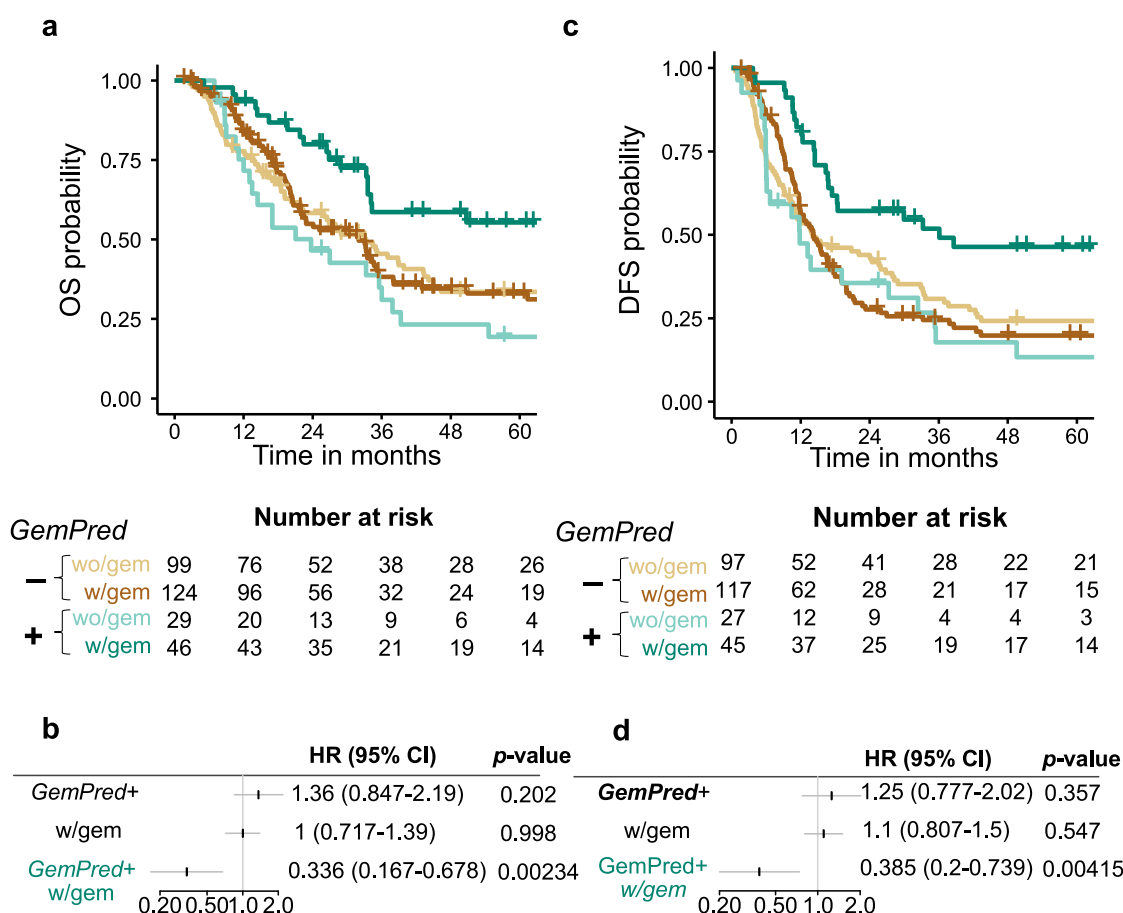 a
OS probability
1.00
0.75
0.50
0.25
0.00
0 12 24 36 48 60
Time in months
GemPred
Number at risk
− wo/gem 99 76 52 38 28 26
w/gem 124 96 56 32 24 19
+ wo/gem 29 20 13 9 6 4
w/gem 46 43 35 21 19 14
c
DFS probability
1.00
0.75
0.50
0.25
0.00
0 12 24 36 48 60
Time in months
GemPred
Number at risk
− wo/gem 97 52 41 28 22 21
w/gem 117 62 28 21 17 15
+ wo/gem 27 12 9 4 4 3
w/gem 45 37 25 19 17 14
b
HR (95% CI) p-value
GemPred+ 1.36 (0.847-2.19) 0.202
w/gem 1 (0.717-1.39) 0.998
GemPred+ 0.336 (0.167-0.678) 0.00234
w/gem
0.20 0.50 1.0 2.0
d
HR (95% CI) p-value
GemPred+ 1.25 (0.777-2.02) 0.357
w/gem 1.1 (0.807-1.5) 0.547
GemPred+ 0.385 (0.2-0.739) 0.00415
w/gem
0.20 0.50 1.0 2.0